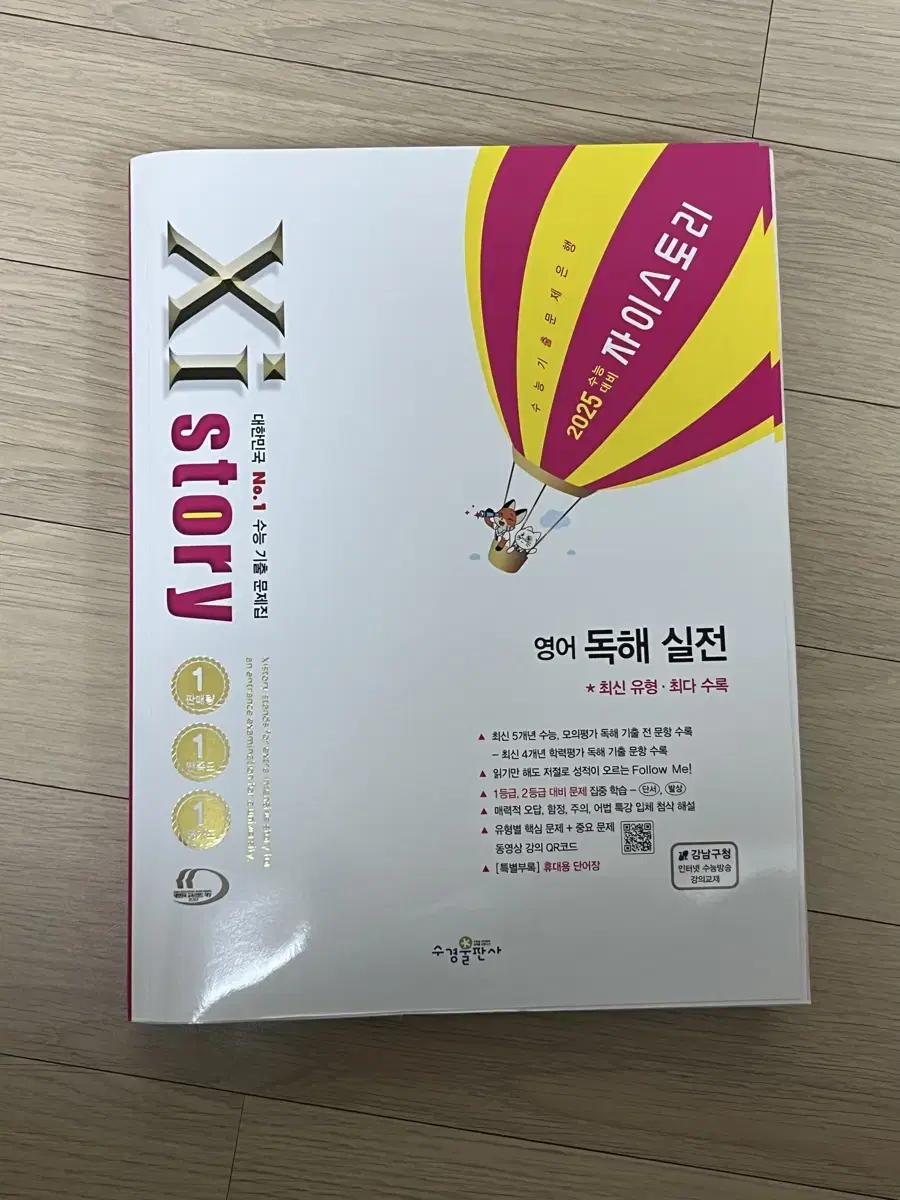 Xi
story
대한민국 No.1 수능 기출 문제집
수능 기출 문제 은행
2025 수능 대비
자이스토리
영어 독해 실전
* 최신 유형 · 최다 수록
▲ 최신 5개년 수능, 모의평가 독해 기출 전 문항 수록
– 최신 4개년 학력평가 독해 기출 문항 수록
▲ 읽기만 해도 저절로 성적이 오르는 Follow Me!
▲ 1등급, 2등급 대비 문제 집중 학습 – 단서, 발상
▲ 매력적 오답, 함정, 주의, 어법 특강 입체 첨삭 해설
▲ 유형별 핵심 문제 + 중요 문제
동영상 강의 QR코드
▲ [특별부록] 휴대용 단어장
강남구청
인터넷 수능방송
강의교재
1
판매량
1
1
수경출판사